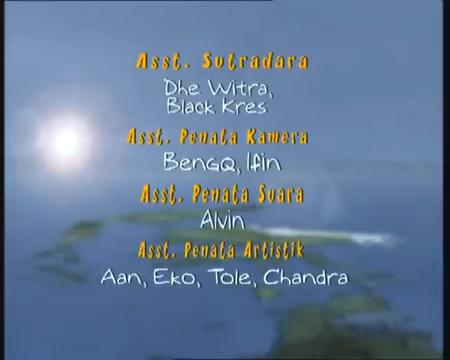 Asst. Sutradara
Dhe Witra,
Black Kres
Asst. Penata Kamera
BenGQ, Ifin
Asst. Penata Suara
Alvin
Asst. Penata Artistik
Aan, Eko, Tole, Chandra